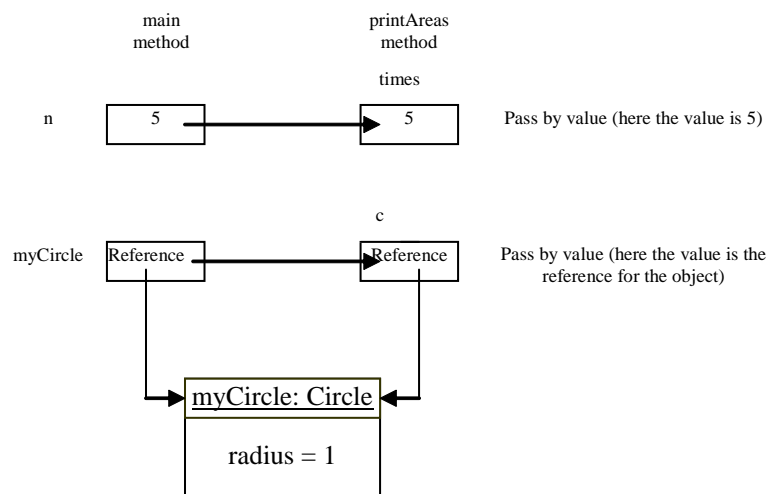 main
method
printAreas
method
times
n
5
5
Pass by value (here the value is 5)
c
myCircle
Reference
Reference
Pass by value (here the value is the
reference for the object)
myCircle: Circle
radius = 1